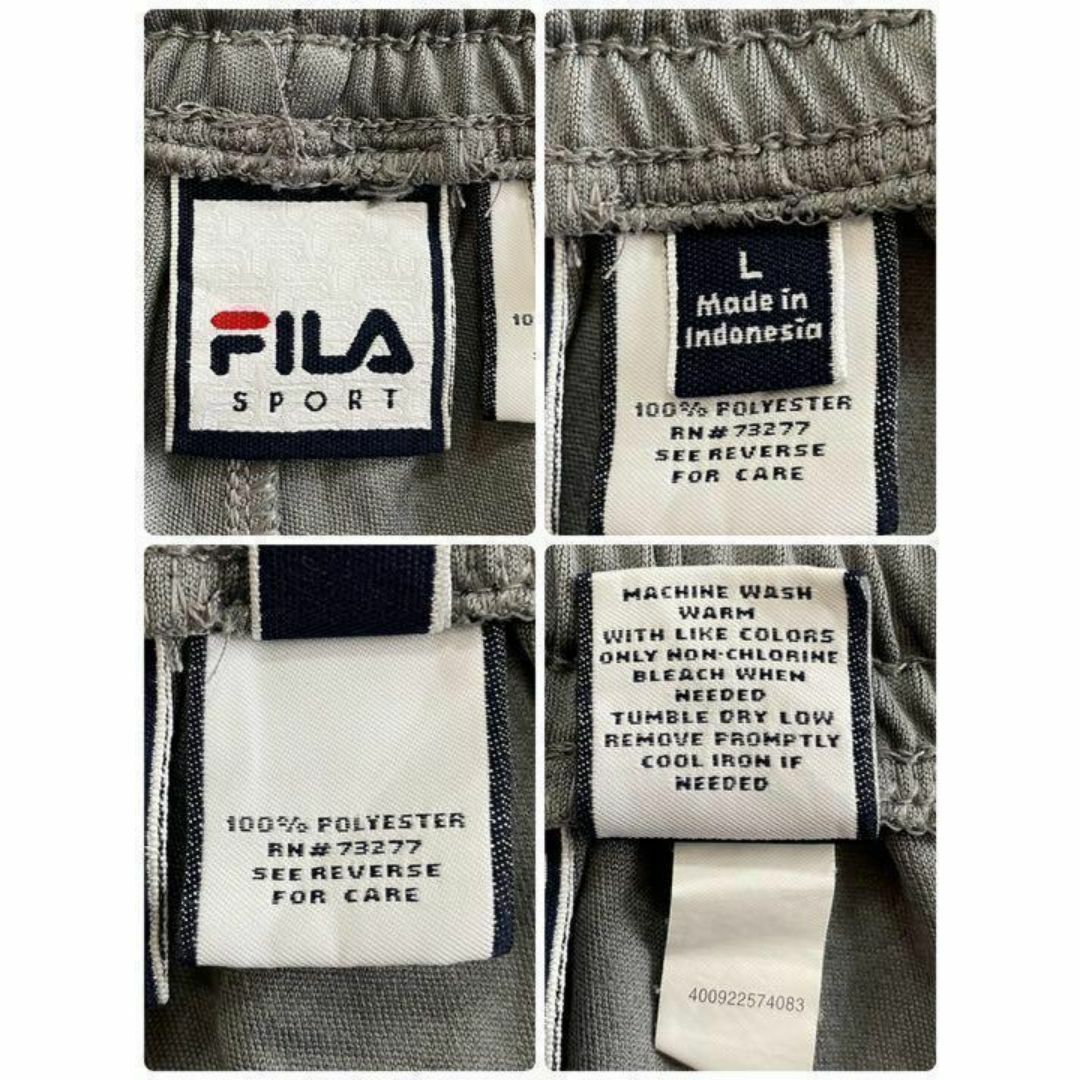 FILA
SPORT
10
L
Made in
Indonesia
100% POLYESTER
RN# 73277
SEE REVERSE
FOR CARE
100% POLYESTER
RN# 73277
SEE REVERSE
FOR CARE
MACHINE WASH
WARM
WITH LIKE COLORS
ONLY NON-CHLORINE
BLEACH WHEN
NEEDED
TUMBLE DRY LOW
REMOVE PROMPTLY
COOL IRON IF
NEEDED
400922574083